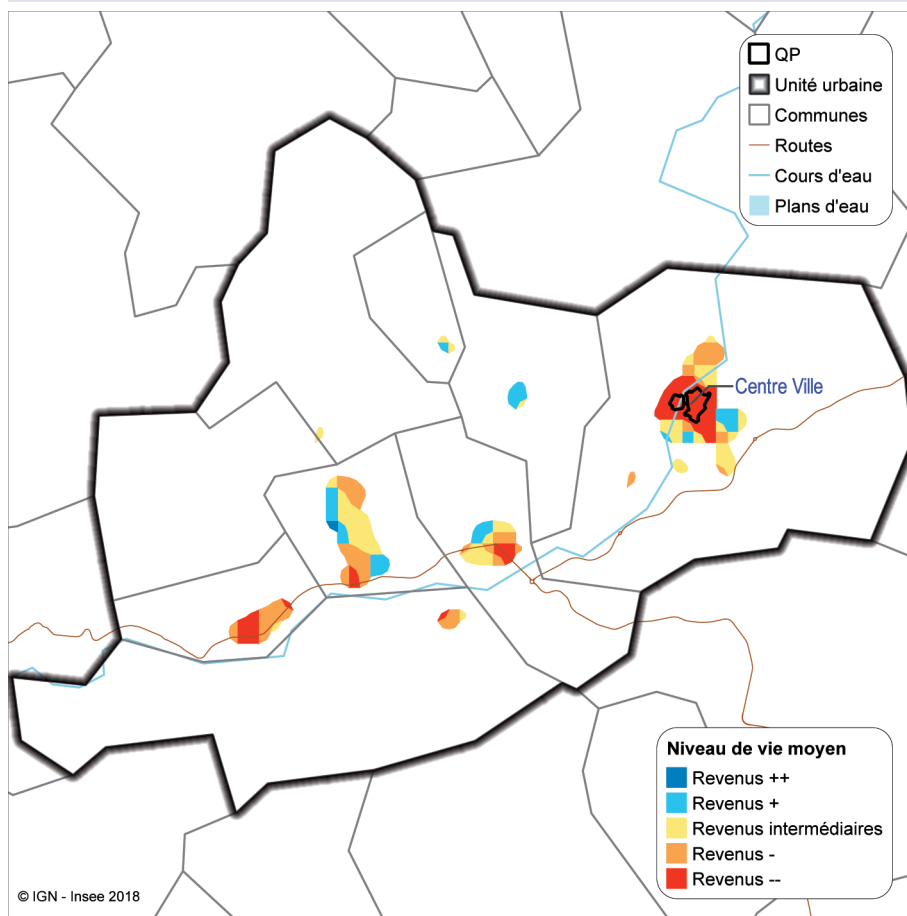 QP
Unité urbaine
Communes
Routes
Cours d'eau
Plans d'eau
Centre Ville
Niveau de vie moyen
Revenus ++
Revenus +
Revenus intermédiaires
Revenus -
Revenus --
© IGN - Insee 2018